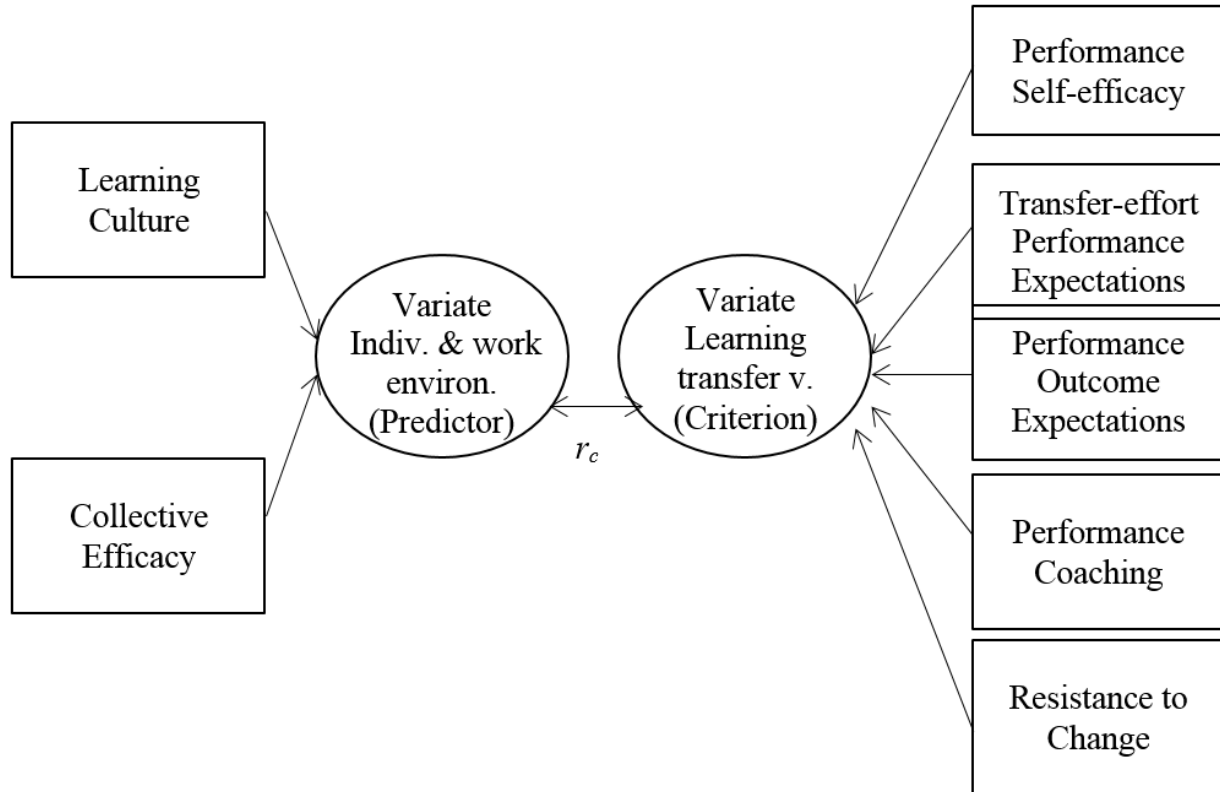 Learning
Culture
Collective
Efficacy
Variate
Indiv. & work
environ.
(Predictor)
r_c
Variate
Learning
transfer v.
(Criterion)
Performance
Self-efficacy
Transfer-effort
Performance
Expectations
Performance
Outcome
Expectations
Performance
Coaching
Resistance to
Change